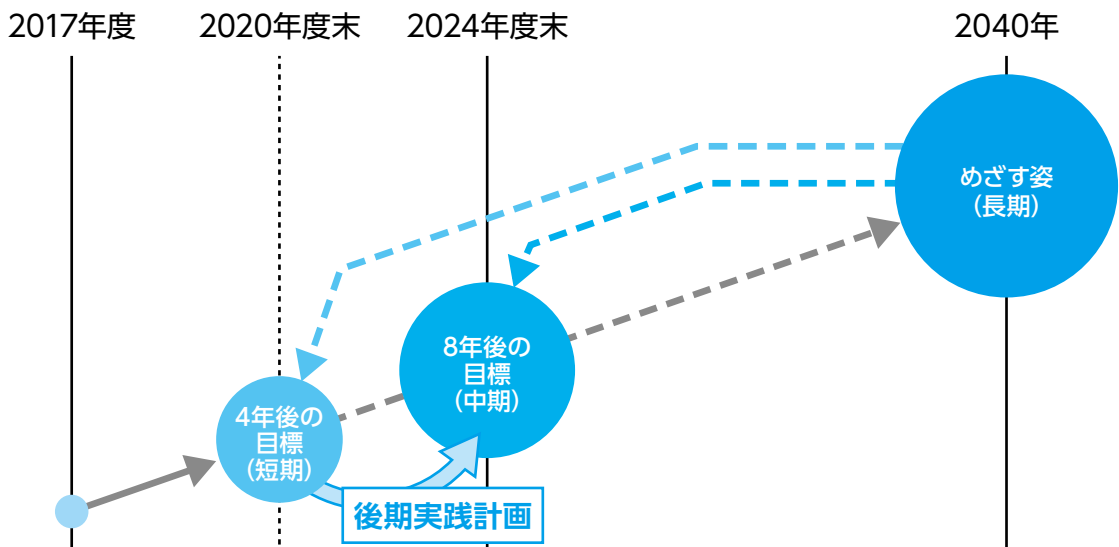 2017年度
2020年度末
2024年度末
2040年
めざす姿
（長期）
8年後の
目標
（中期）
4年後の
目標
（短期）
後期実践計画